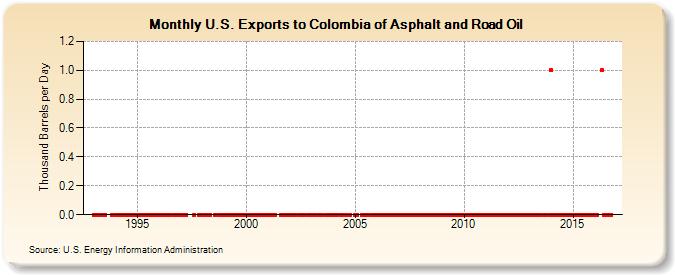 Monthly U.S. Exports to Colombia of Asphalt and Road Oil
Thousand Barrels per Day
1.2
1.0
0.8
0.6
0.4
0.2
0.0
1995 2000 2005 2010 2015
Source: U.S. Energy Information Administration